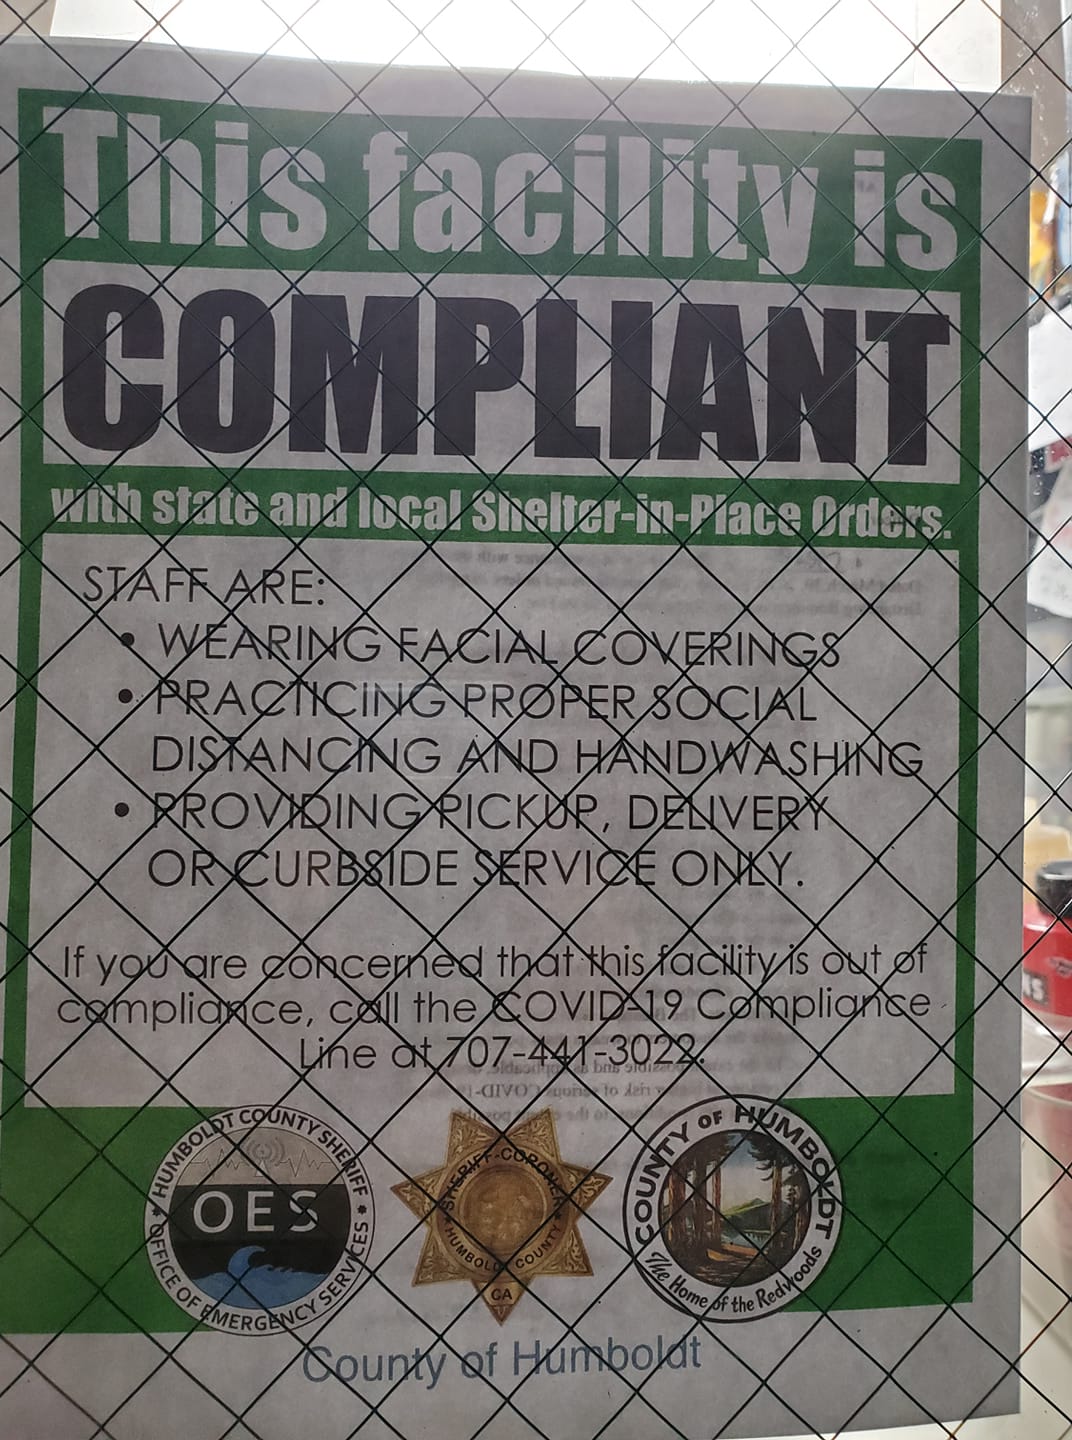 This facility is
COMPLIANT
with state and local Shelter-in-Place Orders.
STAFF ARE:
• WEARING FACIAL COVERINGS
• PRACTICING PROPER SOCIAL
DISTANCING AND HANDWASHING
• PROVIDING PICKUP, DELIVERY
OR CURBSIDE SERVICE ONLY.
If you are concerned that this facility is out of
compliance, call the COVID-19 Compliance
Line at 707-441-3022.
HUMBOLDT COUNTY SHERIFF
OES
OFFICE OF EMERGENCY SERVICES
SHERIFF-CORONER
HUMBOLDT COUNTY
CA
COUNTY OF HUMBOLDT
The Home of the Redwoods
County of Humboldt